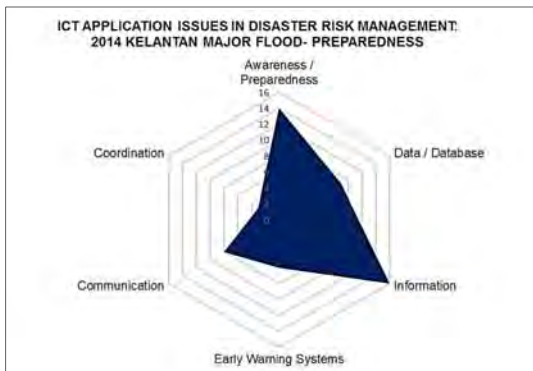 ICT APPLICATION ISSUES IN DISASTER RISK MANAGEMENT:
2014 KELANTAN MAJOR FLOOD- PREPAREDNESS
Awareness /
Preparedness
16
14
12
10
8
6
4
2
0
Coordination
Data / Database
Communication
Information
Early Warning Systems